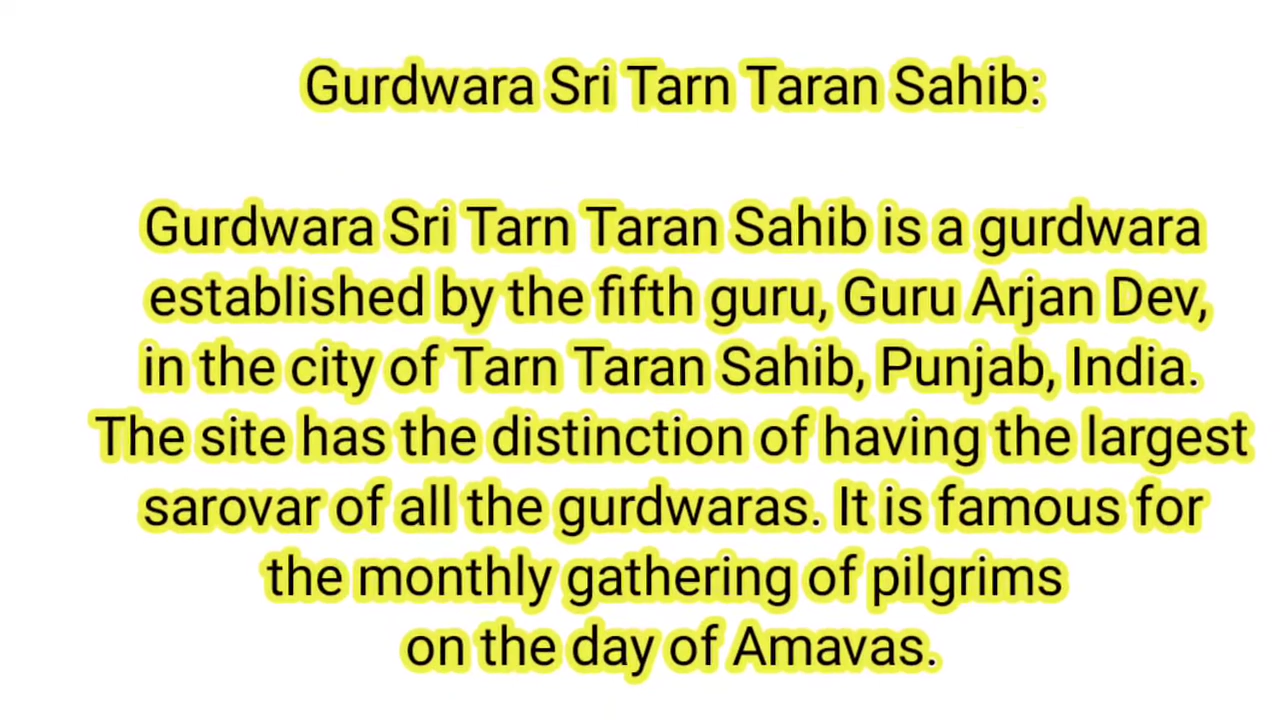 Gurdwara Sri Tarn Taran Sahib:
Gurdwara Sri Tarn Taran Sahib is a gurdwara
established by the fifth guru, Guru Arjan Dev,
in the city of Tarn Taran Sahib, Punjab, India.
The site has the distinction of having the largest
sarovar of all the gurdwaras. It is famous for
the monthly gathering of pilgrims
on the day of Amavas.